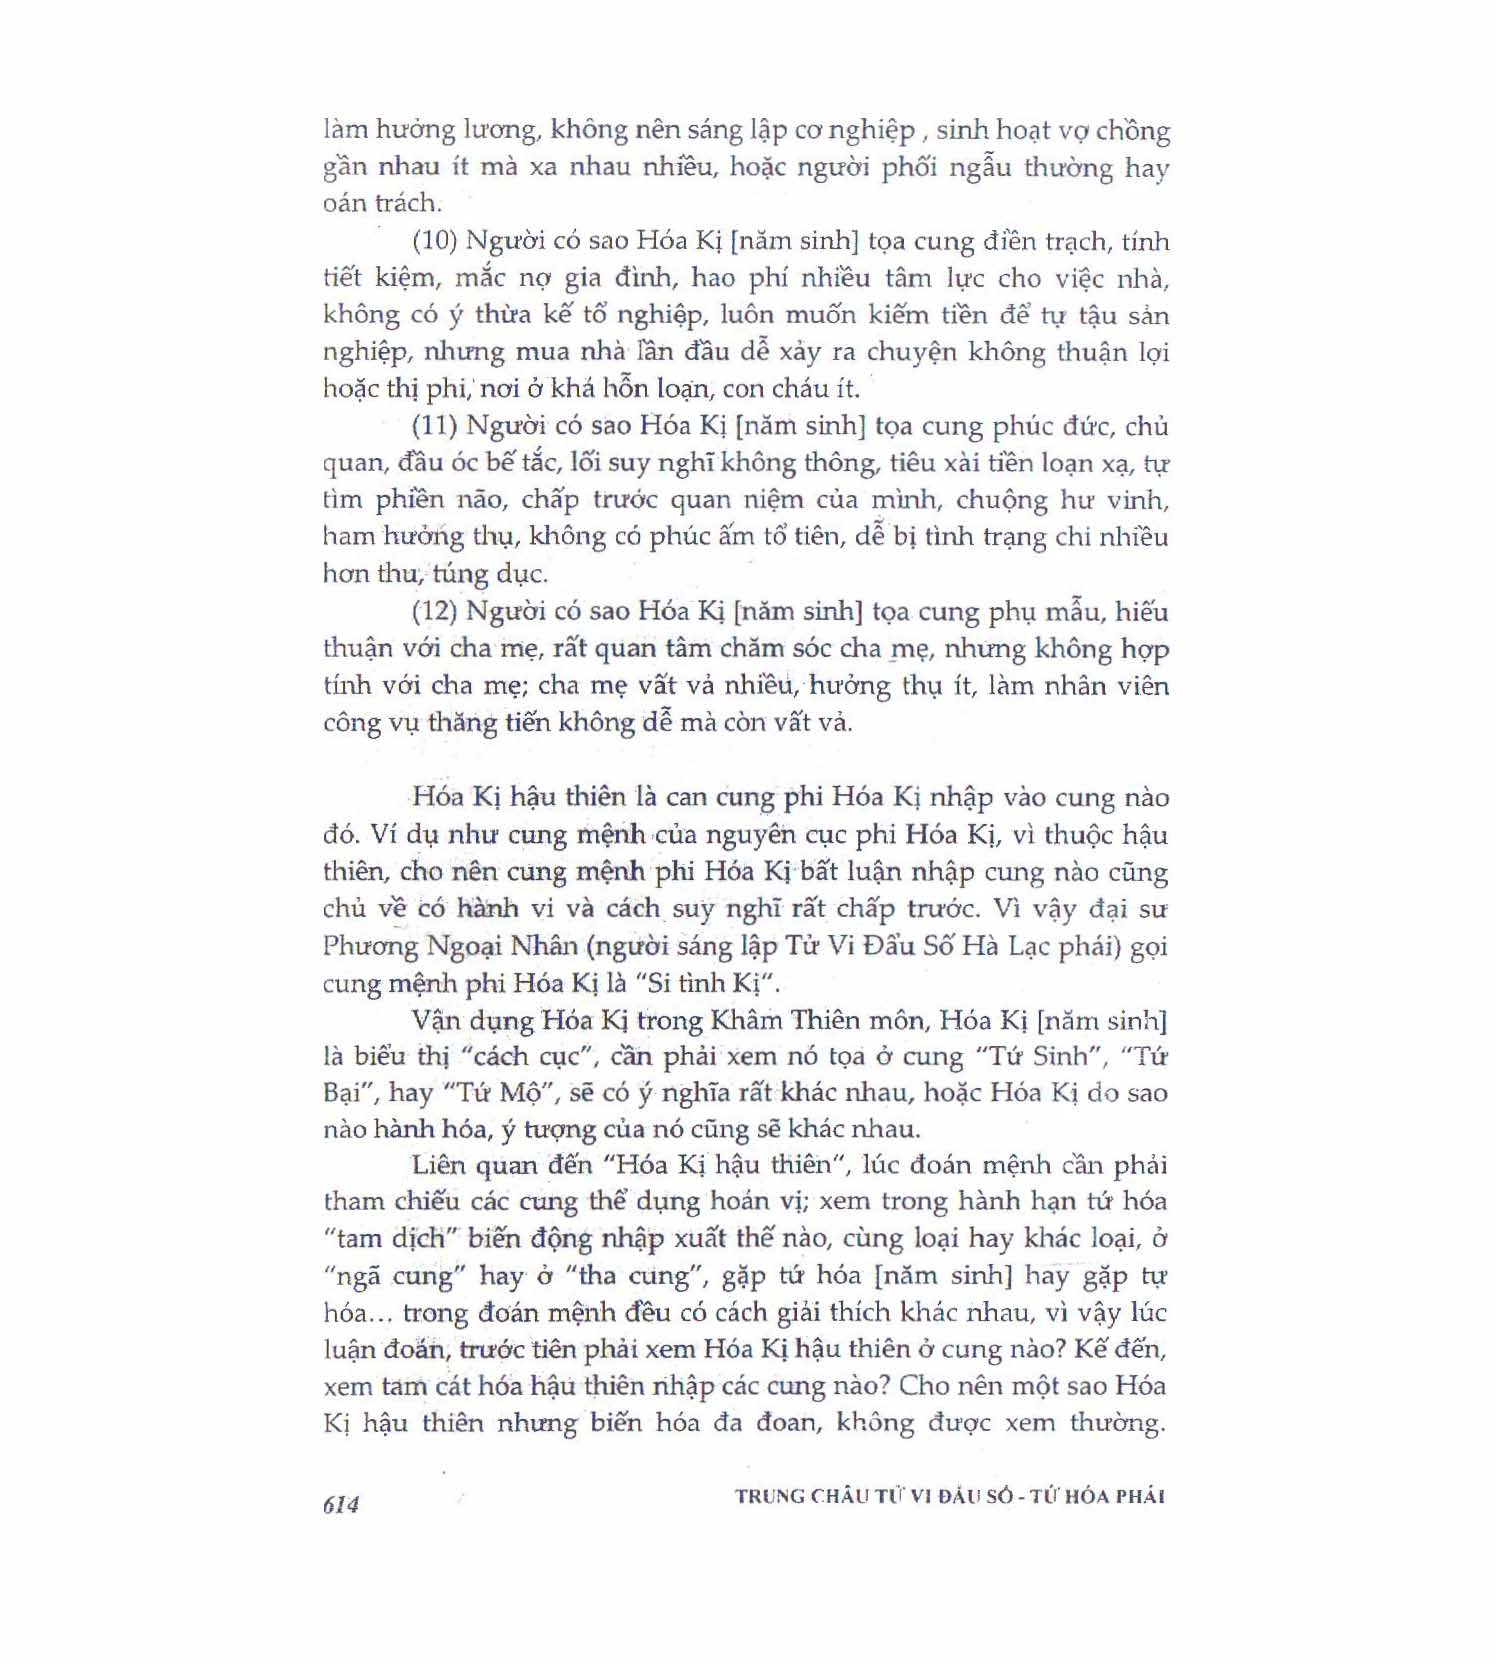 làm hưởng lương, không nên sáng lập cơ nghiệp , sinh hoạt vợ chồng
gần nhau ít mà xa nhau nhiều, hoặc người phối ngẫu thường hay
oán trách.
(10) Người có sao Hóa Kị [năm sinh] tọa cung điền trạch, tính
tiết kiệm, mắc nợ gia đình, hao phí nhiều tâm lực cho việc nhà,
không có ý thừa kế tổ nghiệp, luôn muốn kiếm tiền để tự tậu sản
nghiệp, nhưng mua nhà lần đầu dễ xảy ra chuyện không thuận lợi
hoặc thị phi, nơi ở khá hỗn loạn, con cháu ít.
(11) Người có sao Hóa Kị [năm sinh] tọa cung phúc đức, chủ
quan, đầu óc bế tắc, lối suy nghĩ không thông, tiêu xài tiền loạn xạ, tự
tìm phiền não, chấp trước quan niệm của mình, chuộng hư vinh,
ham hưởng thụ, không có phúc ấm tổ tiên, dễ bị tình trạng chi nhiều
hơn thu, túng dục.
(12) Người có sao Hóa Kị [năm sinh] tọa cung phụ mẫu, hiếu
thuận với cha mẹ, rất quan tâm chăm sóc cha mẹ, nhưng không hợp
tính với cha mẹ; cha mẹ vất vả nhiều, hưởng thụ ít, làm nhân viên
công vụ thăng tiến không dễ mà còn vất vả.
Hóa Kị hậu thiên là can cung phi Hóa Kị nhập vào cung nào
đó. Ví dụ như cung mệnh của nguyên cục phi Hóa Kị, vì thuộc hậu
thiên, cho nên cung mệnh phi Hóa Kị bất luận nhập cung nào cũng
chủ về có hành vi và cách suy nghĩ rất chấp trước. Vì vậy đại sư
Phương Ngoại Nhân (người sáng lập Tử Vi Đẩu Số Hà Lạc phái) gọi
cung mệnh phi Hóa Kị là "Si tình Kị".
Vận dụng Hóa Kị trong Khâm Thiên môn, Hóa Kị [năm sinh]
là biểu thị "cách cục", cần phải xem nó tọa ở cung "Tứ Sinh", "Tứ
Bại", hay "Tứ Mộ", sẽ có ý nghĩa rất khác nhau, hoặc Hóa Kị do sao
nào hành hóa, ý tượng của nó cũng sẽ khác nhau.
Liên quan đến "Hóa Kị hậu thiên", lúc đoán mệnh cần phải
tham chiếu các cung thể dụng hoán vị; xem trong hành hạn tứ hóa
"tam dịch" biến động nhập xuất thế nào, cùng loại hay khác loại, ở
"ngã cung" hay ở "tha cung", gặp tứ hóa [năm sinh] hay gặp tự
hóa... trong đoán mệnh đều có cách giải thích khác nhau, vì vậy lúc
luận đoán, trước tiên phải xem Hóa Kị hậu thiên ở cung nào? Kế đến,
xem tam cát hóa hậu thiên nhập các cung nào? Cho nên một sao Hóa
Kị hậu thiên nhưng biến hóa đa đoan, không được xem thường.
614
TRUNG CHÂU TỬ VI ĐẨU SỐ - TỨ HÓA PHÁI